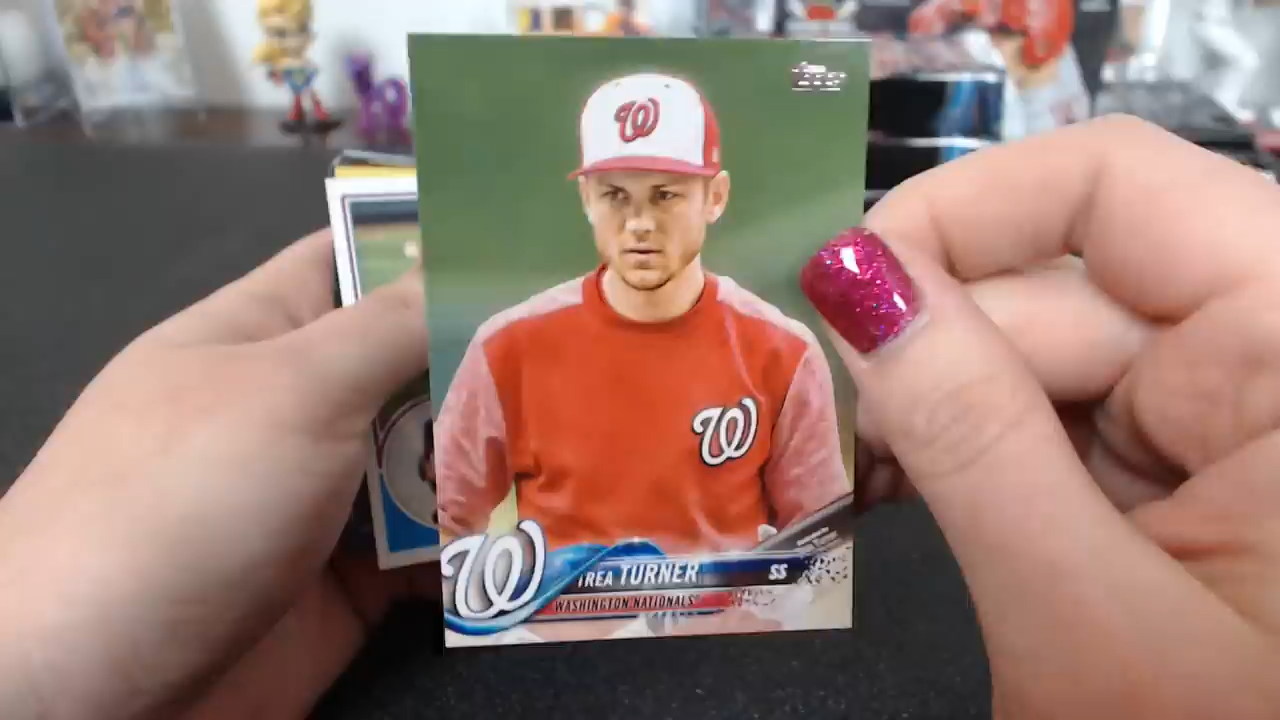 Topps
W
W
W
TREA TURNER SS
WASHINGTON NATIONALS